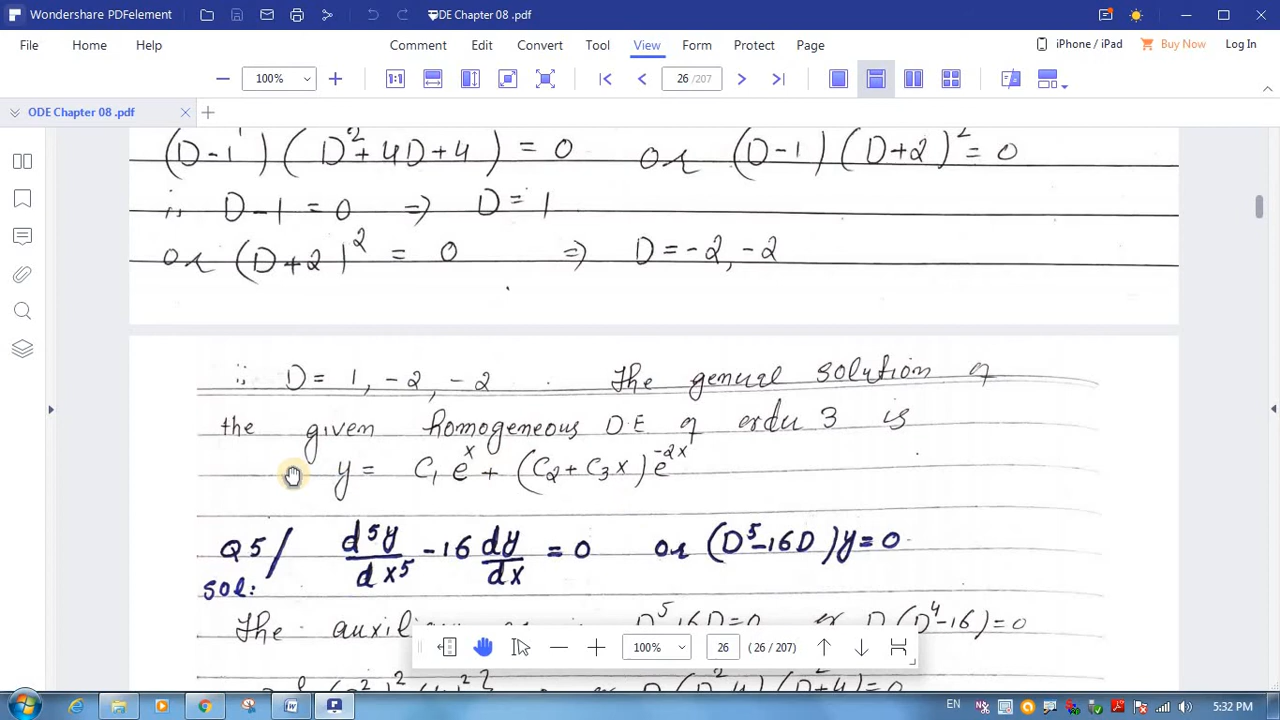 Wondershare PDFelement
DE Chapter 08 .pdf
File Home Help Comment Edit Convert Tool View Form Protect Page iPhone / iPad Buy Now Log In
100% 26 /207
ODE Chapter 08 .pdf
(D-1)(D²+4D+4) = 0 Or (D-1)(D+2)² = 0
∴ D-1 = 0 ⇒ D = 1
Or (D+2)² = 0 ⇒ D = -2, -2
∴ D = 1, -2, -2 . The general solution of
the given homogeneous D.E of order 3 is
y = C₁eˣ + (C₂+C₃x)e⁻²ˣ
Q5/ d⁵y/dx⁵ - 16 dy/dx = 0 or (D⁵-16D)y=0
Sol:
The D⁵-16D=0 or D(D⁴-16)=0
100% 26 (26 / 207)
D(D²-4)(D²+4)=0
EN 5:32 PM